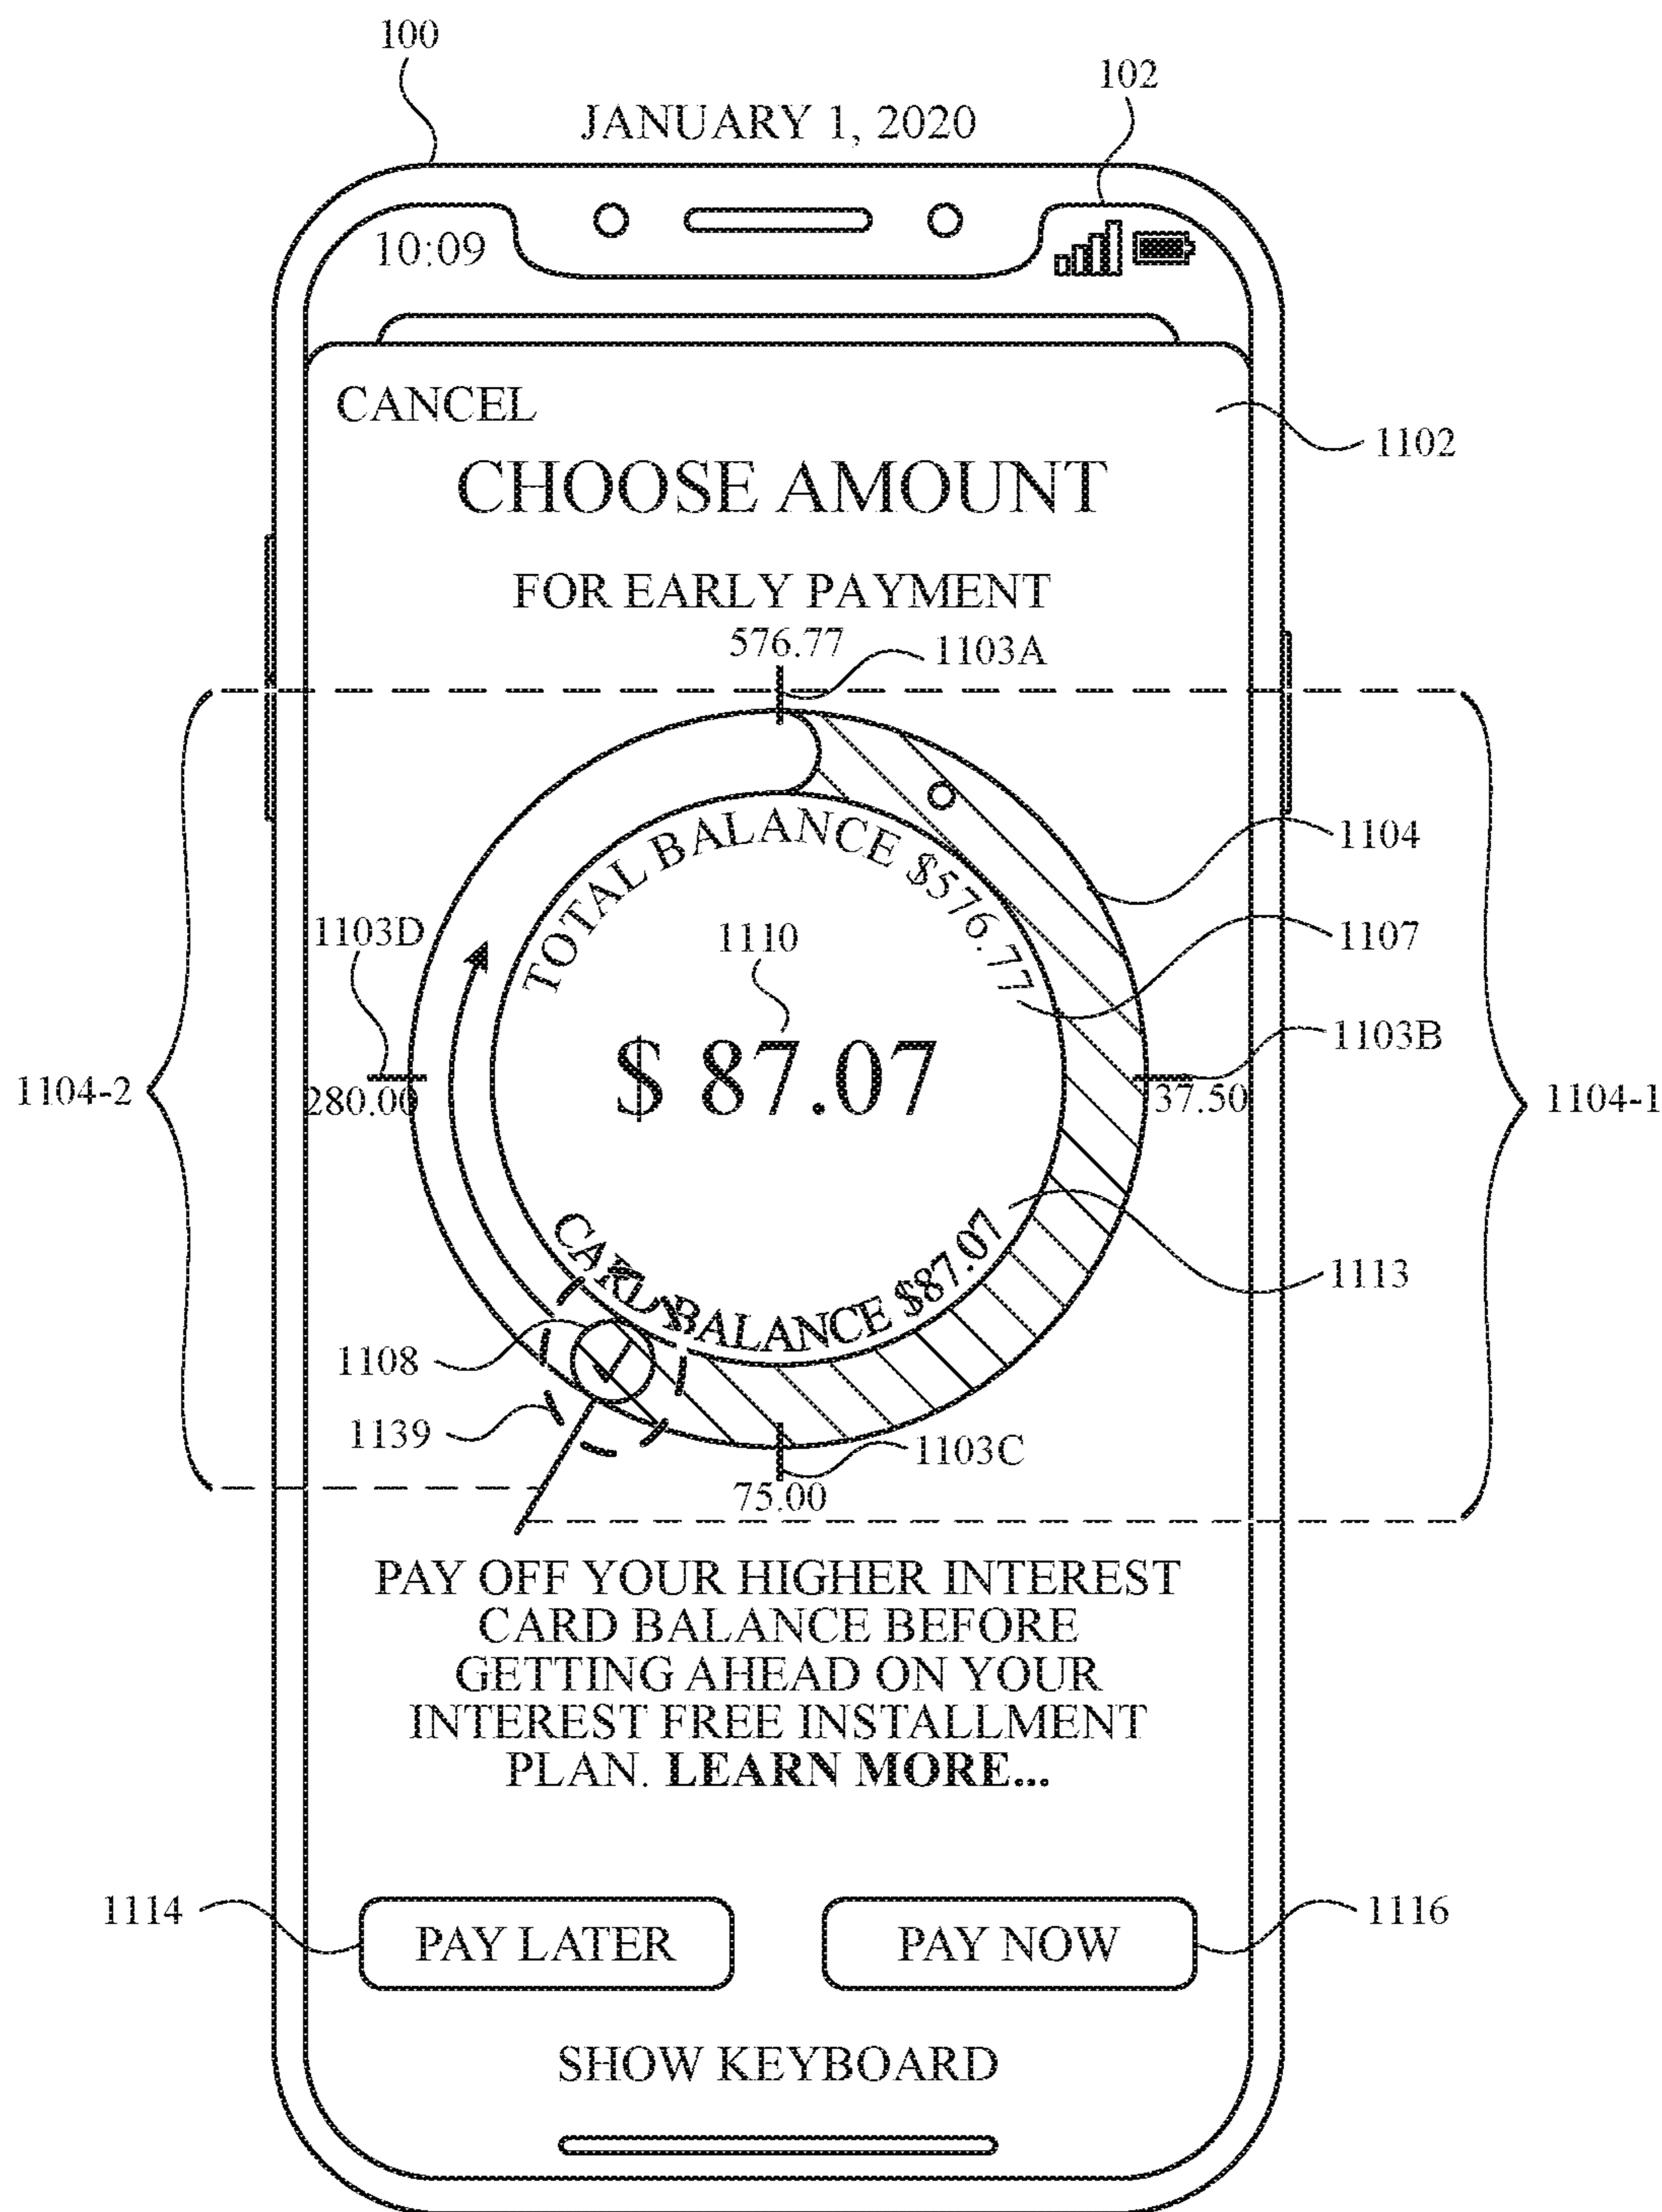 100
102
JANUARY 1, 2020
10:09
CANCEL
1102
CHOOSE AMOUNT
FOR EARLY PAYMENT
576.77
1103A
1104
TOTAL BALANCE $576.77
1103D
1110
1107
1103B
$ 87.07
1104-2
280.00
37.50
1104-1
CARD BALANCE $87.07
1113
1108
1139
1103C
75.00
PAY OFF YOUR HIGHER INTEREST
CARD BALANCE BEFORE
GETTING AHEAD ON YOUR
INTEREST FREE INSTALLMENT
PLAN. LEARN MORE...
1114
1116
PAY LATER
PAY NOW
SHOW KEYBOARD